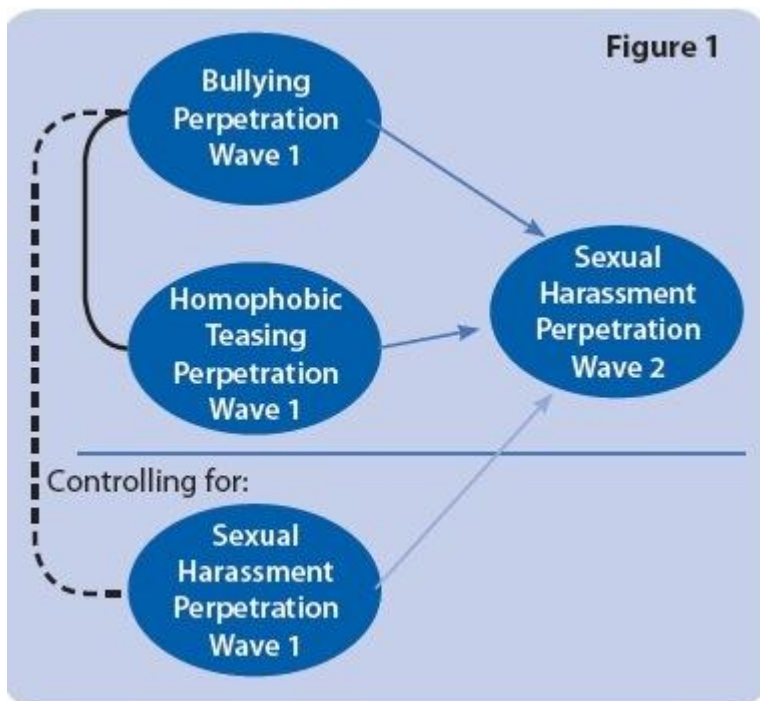 Figure 1
Bullying
Perpetration
Wave 1
Homophobic
Teasing
Perpetration
Wave 1
Sexual
Harassment
Perpetration
Wave 2
Controlling for:
Sexual
Harassment
Perpetration
Wave 1